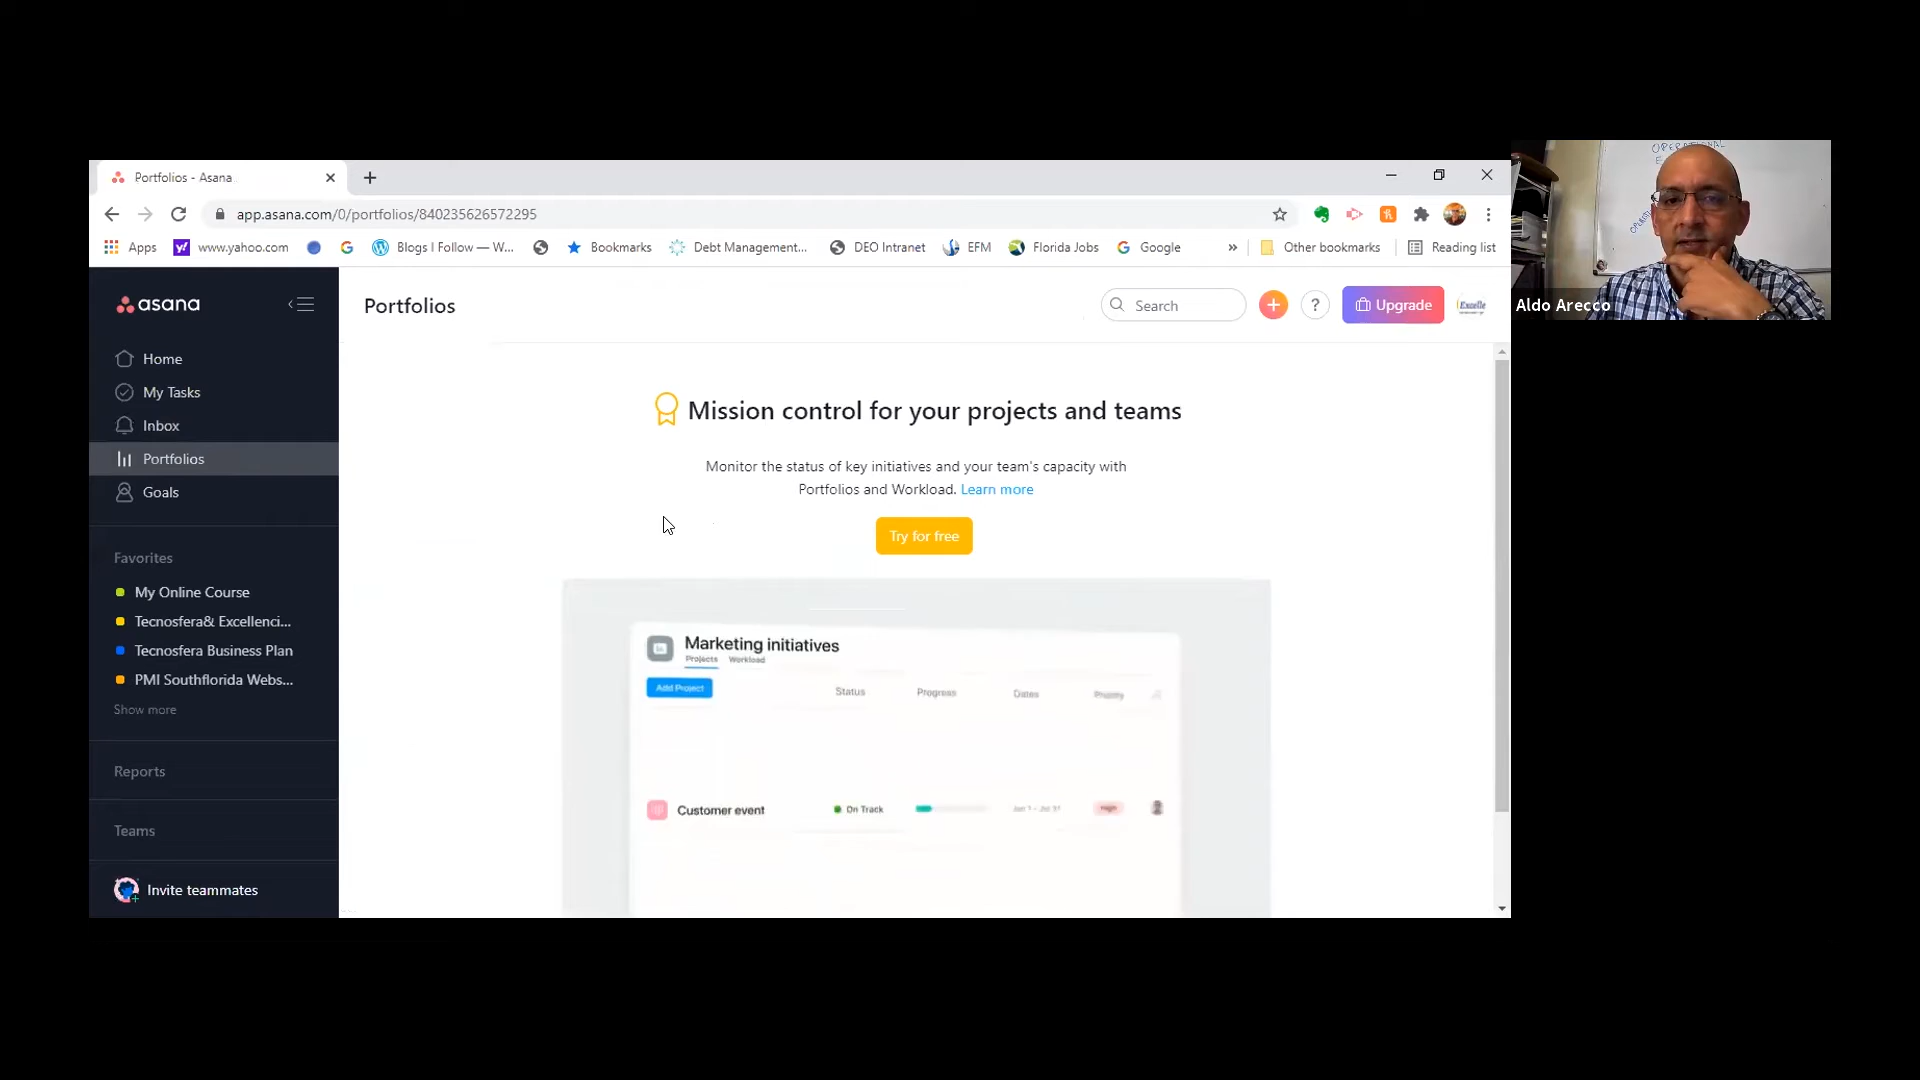 Portfolios - Asana
app.asana.com/0/portfolios/840235626572295
Apps
www.yahoo.com
Blogs I Follow — W...
Bookmarks
Debt Management...
DEO Intranet
EFM
Florida Jobs
Google
»
Other bookmarks
Reading list
asana
Portfolios
Search
?
Upgrade
Excelle
Home
My Tasks
Inbox
Portfolios
Goals
Favorites
My Online Course
Tecnosfera& Excellenci...
Tecnosfera Business Plan
PMI Southflorida Webs...
Show more
Reports
Teams
Invite teammates
Mission control for your projects and teams
Monitor the status of key initiatives and your team's capacity with
Portfolios and Workload. Learn more
Try for free
Marketing initiatives
Projects Workload
Add Project
Status Progress Dates Priority
Customer event On Track High
OPERATIONAL
Aldo Arecco